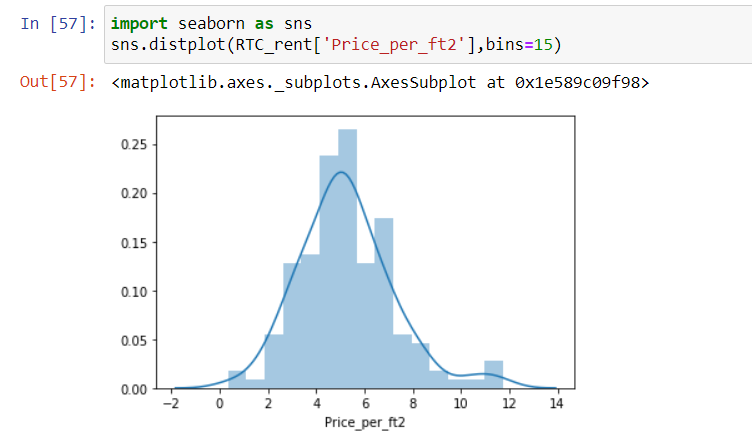 In [57]: import seaborn as sns
sns.distplot(RTC_rent['Price_per_ft2'],bins=15)
Out[57]: <matplotlib.axes._subplots.AxesSubplot at 0x1e589c09f98>
0.25
0.20
0.15
0.10
0.05
0.00
−2 0 2 4 6 8 10 12 14
Price_per_ft2